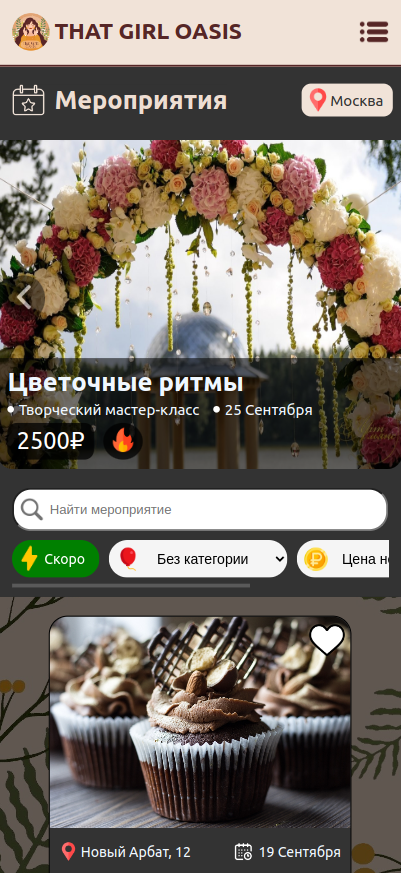 THAT GIRL OASIS
Мероприятия
Москва
Цветочные ритмы
• Творческий мастер-класс • 25 Сентября
2500₽
Найти мероприятие
Скоро
Без категории
Цена не
Новый Арбат, 12
19 Сентября